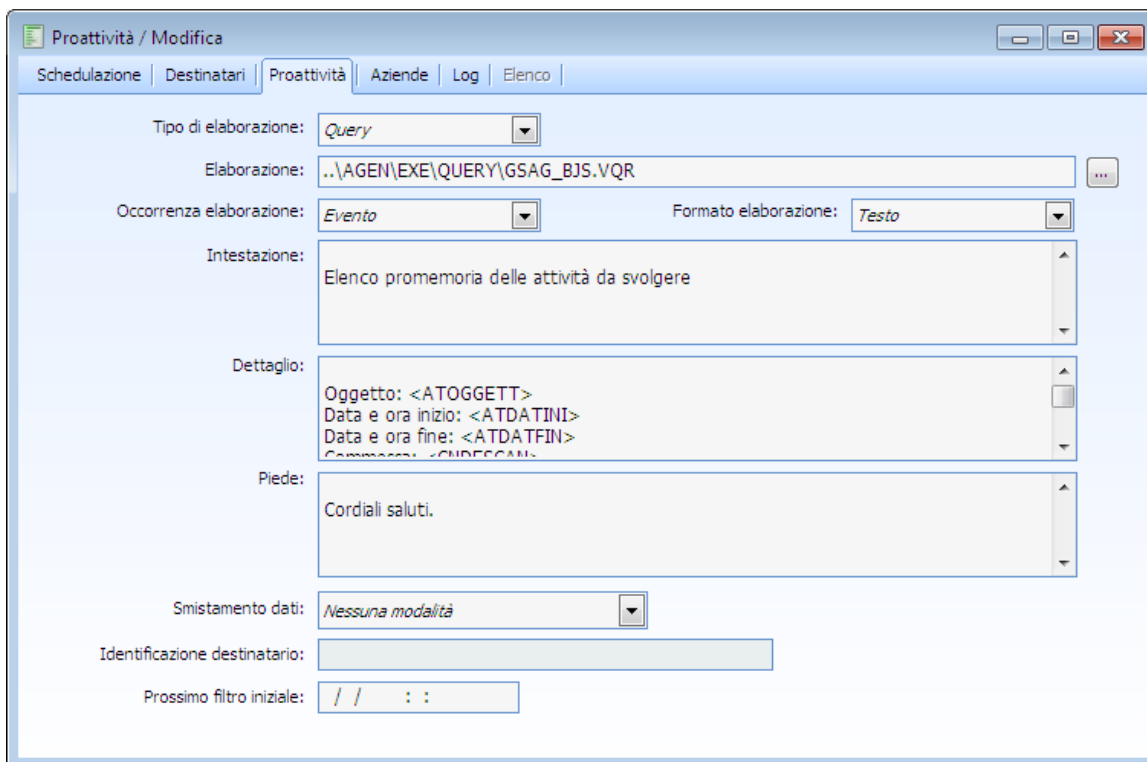 Proattività / Modifica
Schedulazione Destinatari Proattività Aziende Log Elenco
Tipo di elaborazione: Query
Elaborazione: ..\AGEN\EXE\QUERY\GSAG_BJS.VQR ...
Occorrenza elaborazione: Evento Formato elaborazione: Testo
Intestazione:
Elenco promemoria delle attività da svolgere
Dettaglio:
Oggetto: <ATOGGETT>
Data e ora inizio: <ATDATINI>
Data e ora fine: <ATDATFIN>
Commessa: <CNDESCAN>
Piede:
Cordiali saluti.
Smistamento dati: Nessuna modalità
Identificazione destinatario:
Prossimo filtro iniziale: / / : :